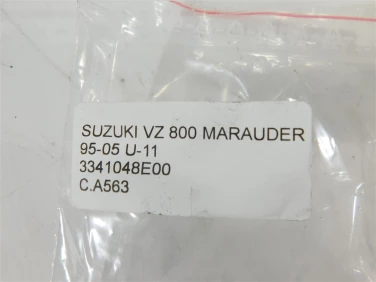 SUZUKI VZ 800 MARAUDER
95-05 U-11
3341048E00
C.A563